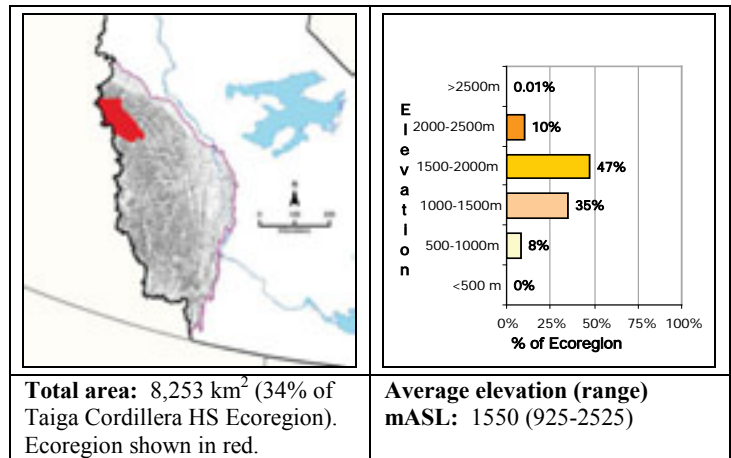 >2500m 0.01%
2000-2500m 10%
1500-2000m 47%
1000-1500m 35%
500-1000m 8%
<500 m 0%
Elevation
0% 25% 50% 75% 100%
% of Ecoregion
Total area: 8,253 km² (34% of
Taiga Cordillera HS Ecoregion).
Ecoregion shown in red.
Average elevation (range)
mASL: 1550 (925-2525)